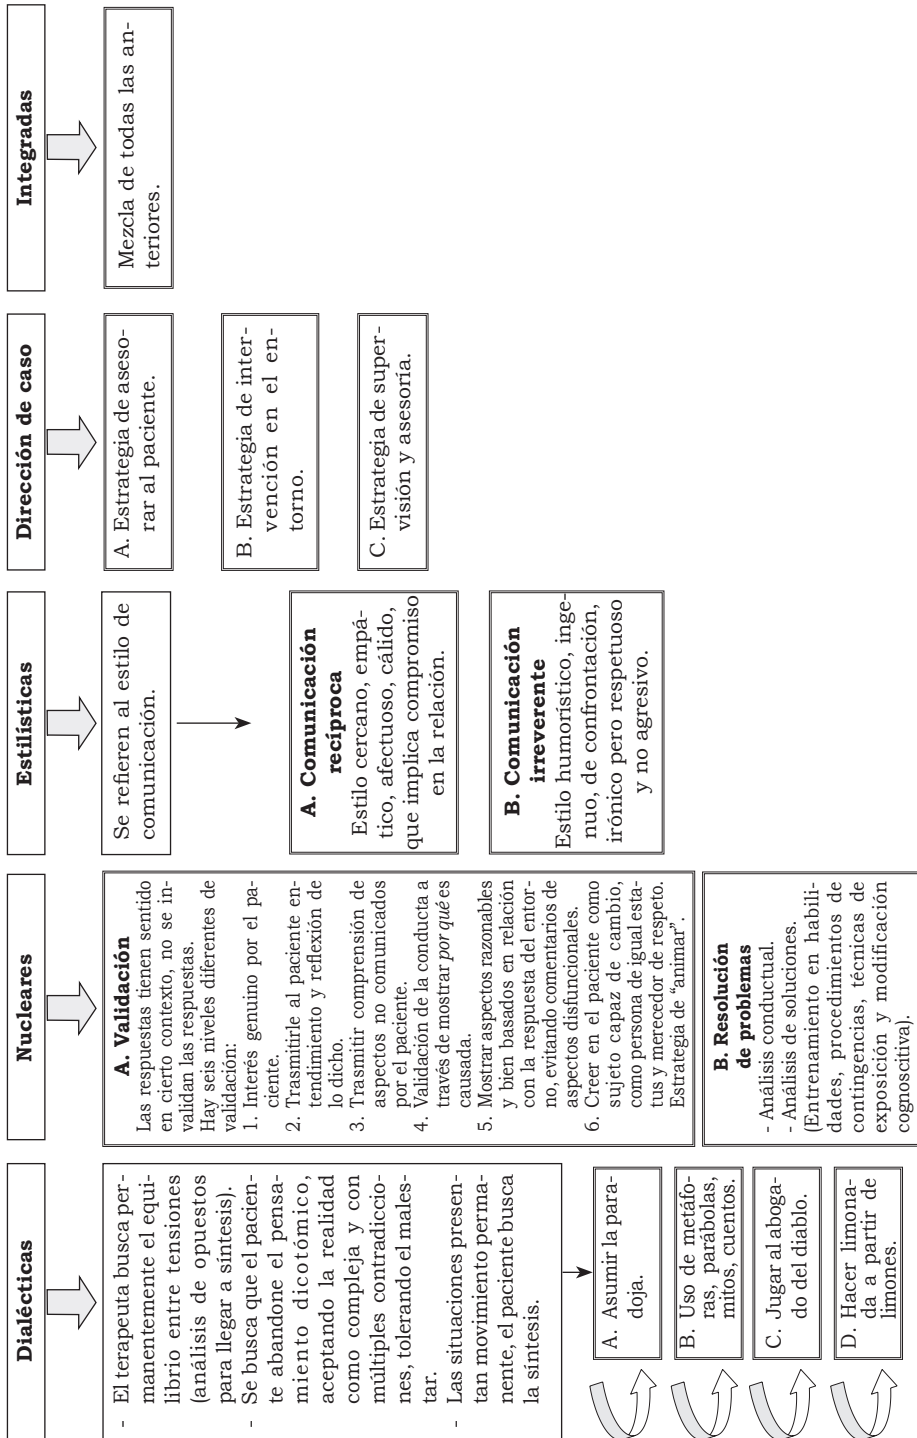 Dialécticas
- El terapeuta busca per-
manentemente el equi-
librio entre tensiones
(análisis de opuestos
para llegar a síntesis).
- Se busca que el pacien-
te abandone el pensa-
miento dicotómico,
aceptando la realidad
como compleja y con
múltiples contradiccio-
nes, tolerando el males-
tar.
- Las situaciones presen-
tan movimiento perma-
nente, el paciente busca
la síntesis.
A. Asumir la para-
doja.
B. Uso de metáfo-
ras, parábolas,
mitos, cuentos.
C. Jugar al aboga-
do del diablo.
D. Hacer limona-
da a partir de
limones.
Nucleares
A. Validación
Las respuestas tienen sentido
en cierto contexto, no se in-
validan las respuestas.
Hay seis niveles diferentes de
validación:
1. Interés genuino por el pa-
ciente.
2. Trasmitirle al paciente en-
tendimiento y reflexión de
lo dicho.
3. Trasmitir comprensión de
aspectos no comunicados
por el paciente.
4. Validación de la conducta a
través de mostrar por qué es
causada.
5. Mostrar aspectos razonables
y bien basados en relación
con la respuesta del entor-
no, evitando comentarios de
aspectos disfuncionales.
6. Creer en el paciente como
sujeto capaz de cambio,
como persona de igual esta-
tus y merecedor de respeto.
Estrategia de “animar”.
B. Resolución
de problemas
- Análisis conductual.
- Análisis de soluciones.
(Entrenamiento en habili-
dades, procedimientos de
contingencias, técnicas de
exposición y modificación
cognoscitiva).
Estilísticas
Se refieren al estilo de
comunicación.
A. Comunicación
recíproca
Estilo cercano, empá-
tico, afectuoso, cálido,
que implica compromiso
en la relación.
B. Comunicación
irreverente
Estilo humorístico, inge-
nuo, de confrontación,
irónico pero respetuoso
y no agresivo.
Dirección de caso
A. Estrategia de aseso-
rar al paciente.
B. Estrategia de inter-
vención en el en-
torno.
C. Estrategia de super-
visión y asesoría.
Integradas
Mezcla de todas las an-
teriores.